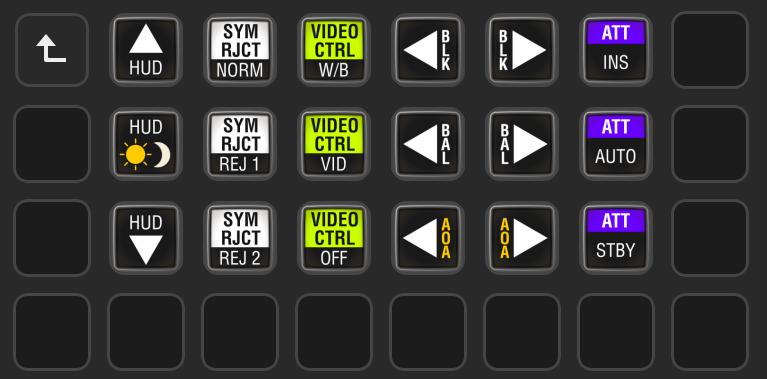 HUD
SYM
RJCT
NORM
VIDEO
CTRL
W/B
BLK
BLK
ATT
INS
HUD
SYM
RJCT
REJ 1
VIDEO
CTRL
VID
BAL
BAL
ATT
AUTO
HUD
SYM
RJCT
REJ 2
VIDEO
CTRL
OFF
AOA
AOA
ATT
STBY